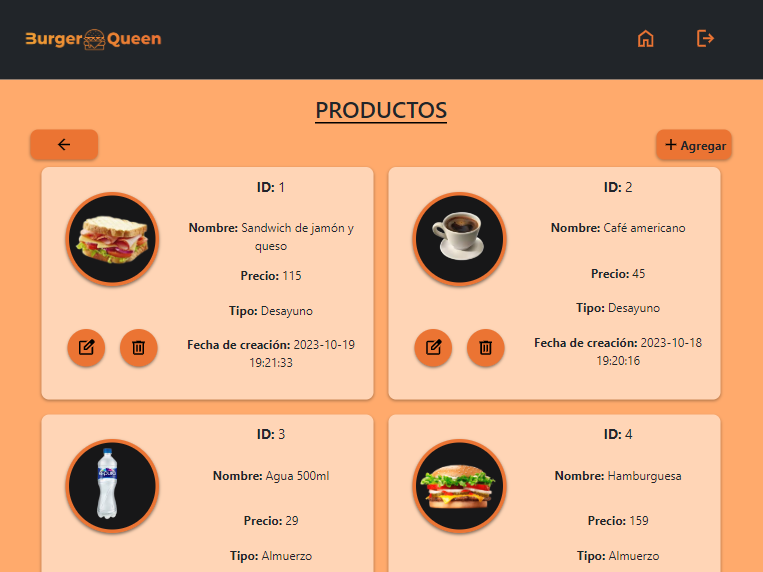 Burger Queen
PRODUCTOS
Agregar
ID: 1
Nombre: Sandwich de jamón y
queso
Precio: 115
Tipo: Desayuno
Fecha de creación: 2023-10-19
19:21:33
ID: 2
Nombre: Café americano
Precio: 45
Tipo: Desayuno
Fecha de creación: 2023-10-18
19:20:16
ID: 3
Nombre: Agua 500ml
Precio: 29
Tipo: Almuerzo
ID: 4
Nombre: Hamburguesa
Precio: 159
Tipo: Almuerzo